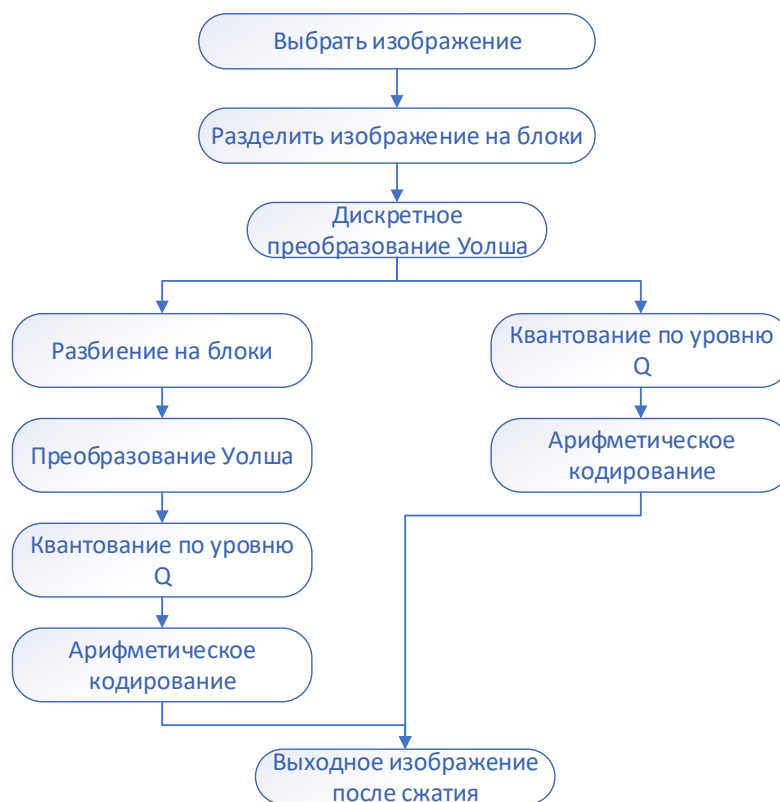 Выбрать изображение
Разделить изображение на блоки
Дискретное
преобразование Уолша
Разбиение на блоки
Преобразование Уолша
Квантование по уровню
Q
Арифметическое
кодирование
Квантование по уровню
Q
Арифметическое
кодирование
Выходное изображение
после сжатия